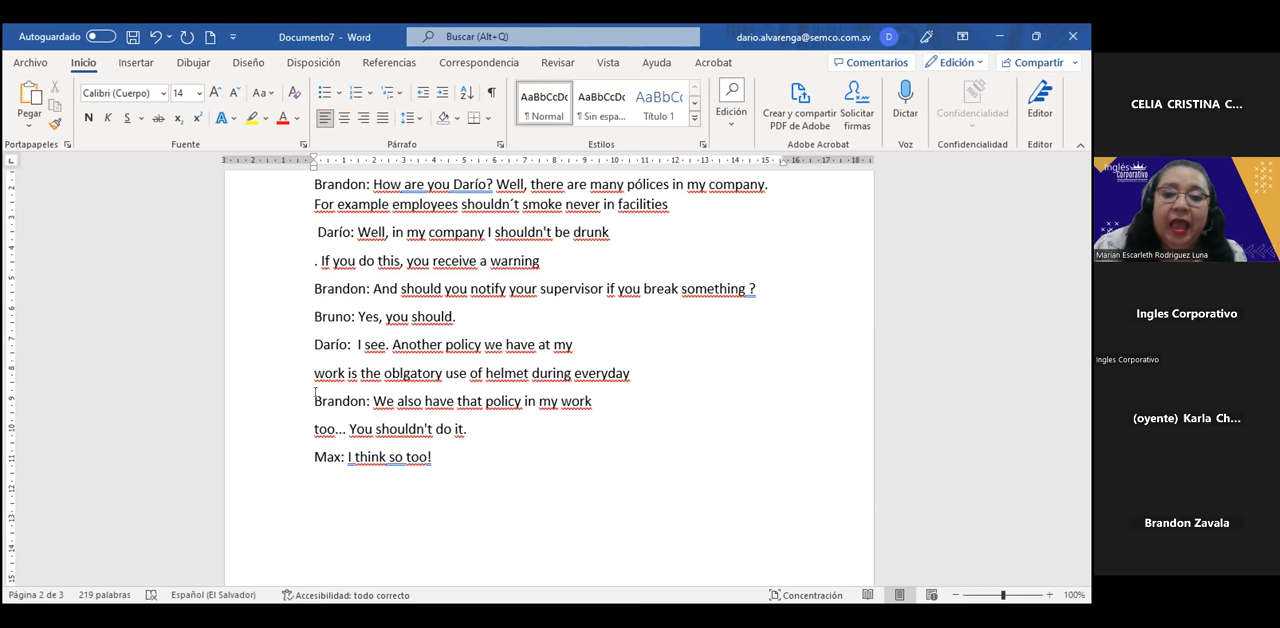 Autoguardado
Documento7 - Word
Buscar (Alt+Q)
dario.alvarenga@semco.com.sv
D
Archivo Inicio Insertar Dibujar Diseño Disposición Referencias Correspondencia Revisar Vista Ayuda Acrobat
Comentarios Edición Compartir
Pegar
Calibri (Cuerpo) 14
N K S ab x₂ x²
AaBbCcDc AaBbCcDc AaBbCc
¶ Normal ¶ Sin espa... Título 1
Edición
Crear y compartir PDF de Adobe
Solicitar firmas
Dictar
Confidencialidad
Editor
Portapapeles Fuente Párrafo Estilos Adobe Acrobat Voz Confidencialidad Editor
Brandon: How are you Darío? Well, there are many pólices in my company.
For example employees shouldn´t smoke never in facilities
Darío: Well, in my company I shouldn't be drunk
. If you do this, you receive a warning
Brandon: And should you notify your supervisor if you break something ?
Bruno: Yes, you should.
Darío: I see. Another policy we have at my
work is the oblgatory use of helmet during everyday
Brandon: We also have that policy in my work
too... You shouldn't do it.
Max: I think so too!
Página 2 de 3 219 palabras Español (El Salvador) Accesibilidad: todo correcto Concentración 100%
CELIA CRISTINA C...
Inglés
Corporativo
Marian Escarleth Rodriguez Luna
Ingles Corporativo
Ingles Corporativo
(oyente) Karla Ch...
Brandon Zavala